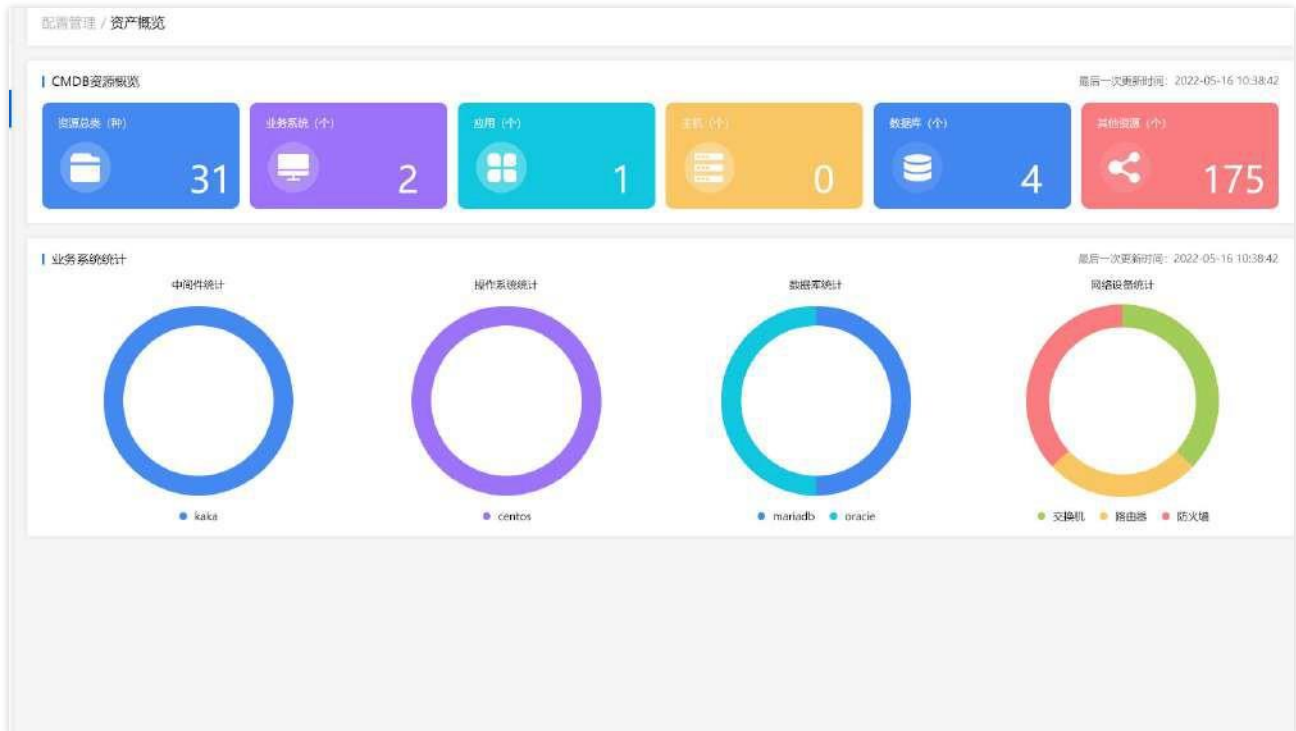 配置管理 / 资产概览
CMDB资源概览
最后一次更新时间: 2022-05-16 10:38:42
资源总类 (种)
31
业务系统 (个)
2
应用 (个)
1
主机 (个)
0
数据库 (个)
4
其他资源 (个)
175
业务系统统计
最后一次更新时间: 2022-05-16 10:38:42
中间件统计
操作系统统计
数据库统计
网络设备统计
kaka
centos
mariadb oracie
交换机 路由器 防火墙